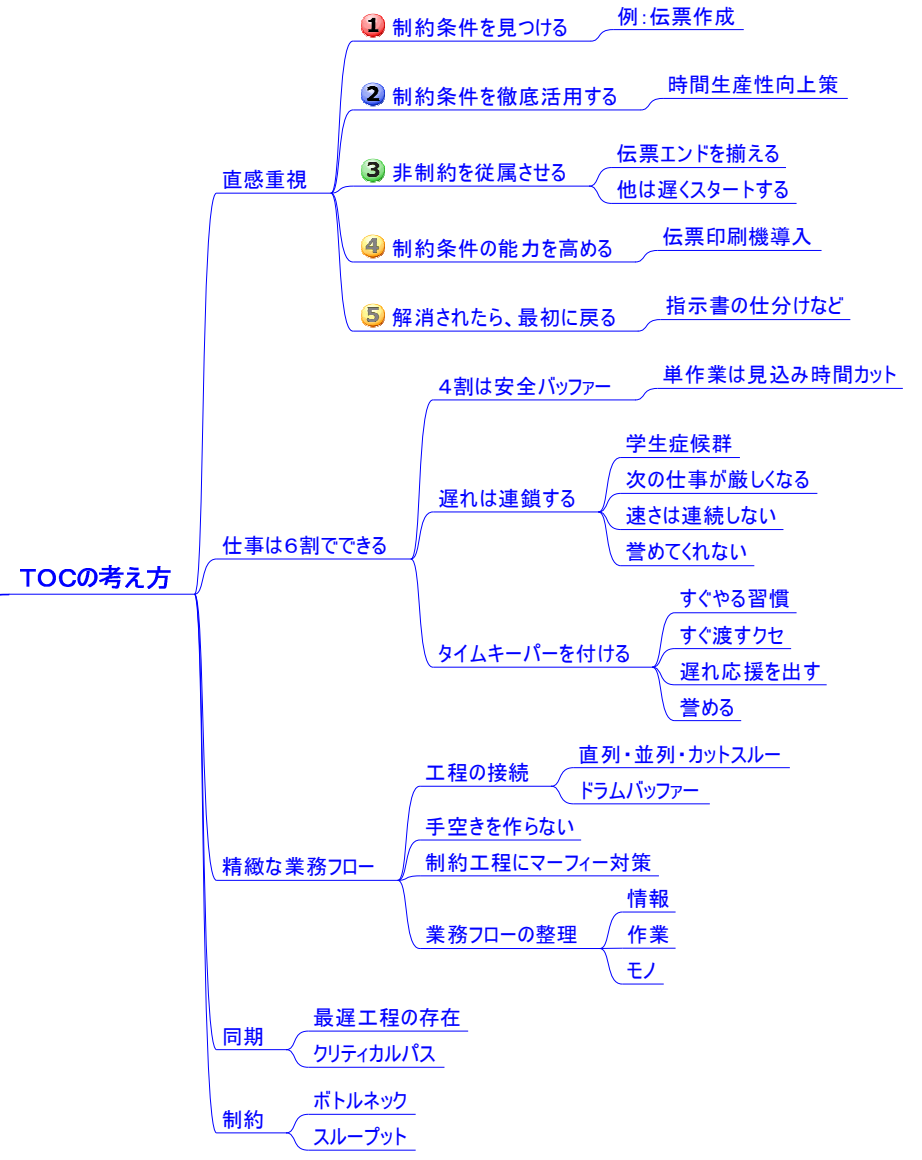 TOCの考え方
直感重視
1 制約条件を見つける
例：伝票作成
2 制約条件を徹底活用する
時間生産性向上策
3 非制約を従属させる
伝票エンドを揃える
他は遅くスタートする
4 制約条件の能力を高める
伝票印刷機導入
5 解消されたら、最初に戻る
指示書の仕分けなど
仕事は６割でできる
４割は安全バッファー
単作業は見込み時間カット
遅れは連鎖する
学生症候群
次の仕事が厳しくなる
速さは連続しない
誉めてくれない
タイムキーパーを付ける
すぐやる習慣
すぐ渡すクセ
遅れ応援を出す
誉める
精緻な業務フロー
工程の接続
直列・並列・カットスルー
ドラムバッファー
手空きを作らない
制約工程にマーフィー対策
業務フローの整理
情報
作業
モノ
同期
最遅工程の存在
クリティカルパス
制約
ボトルネック
スループット